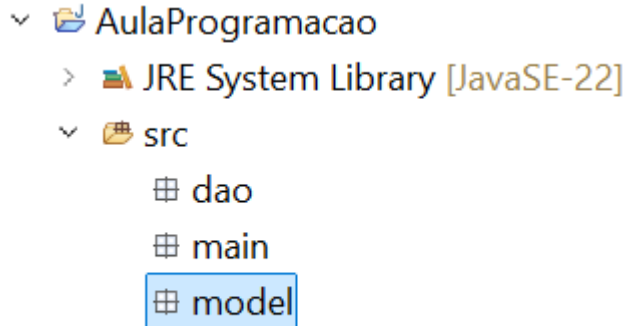 AulaProgramacao
JRE System Library [JavaSE-22]
src
dao
main
model